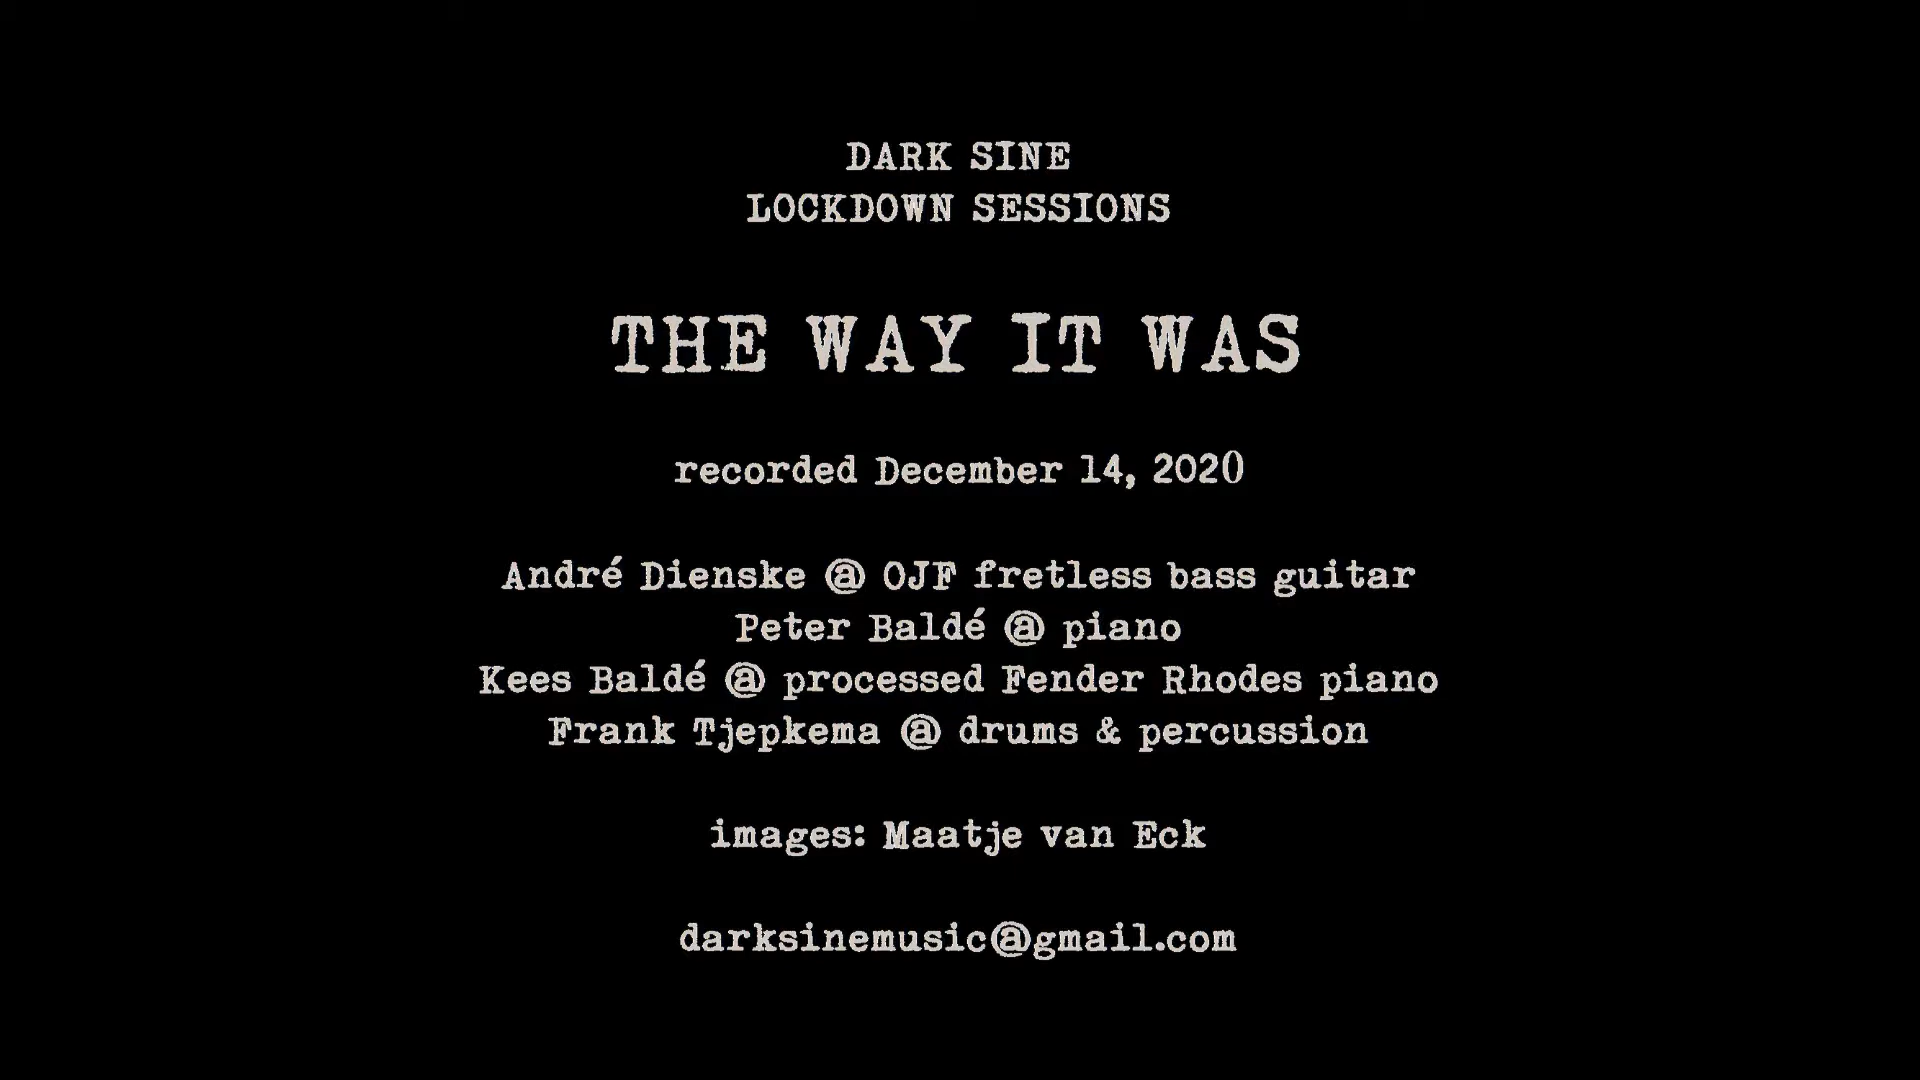 DARK SINE
LOCKDOWN SESSIONS
THE WAY IT WAS
recorded December 14, 2020
André Dienske @ OJF fretless bass guitar
Peter Baldé @ piano
Kees Baldé @ processed Fender Rhodes piano
Frank Tjepkema @ drums & percussion
images: Maatje van Eck
darksinemusic@gmail.com